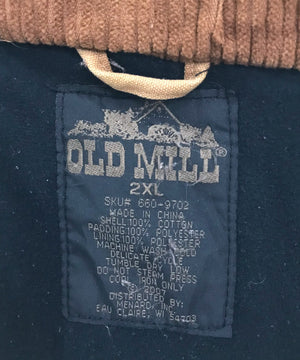 OLD MILL®
2XL
SKU# 660-9702
MADE IN CHINA
SHELL:100% COTTON
PADDING:100% POLYESTER
LINING:100% POLYESTER
MACHINE WASH COLD
DELICATE CYCLE
TUMBLE DRY LOW
DO NOT STEAM PRESS
COOL IRON ONLY
2007
DISTRIBUTED BY
MENARD, INC.
EAU CLAIRE, WI 54703